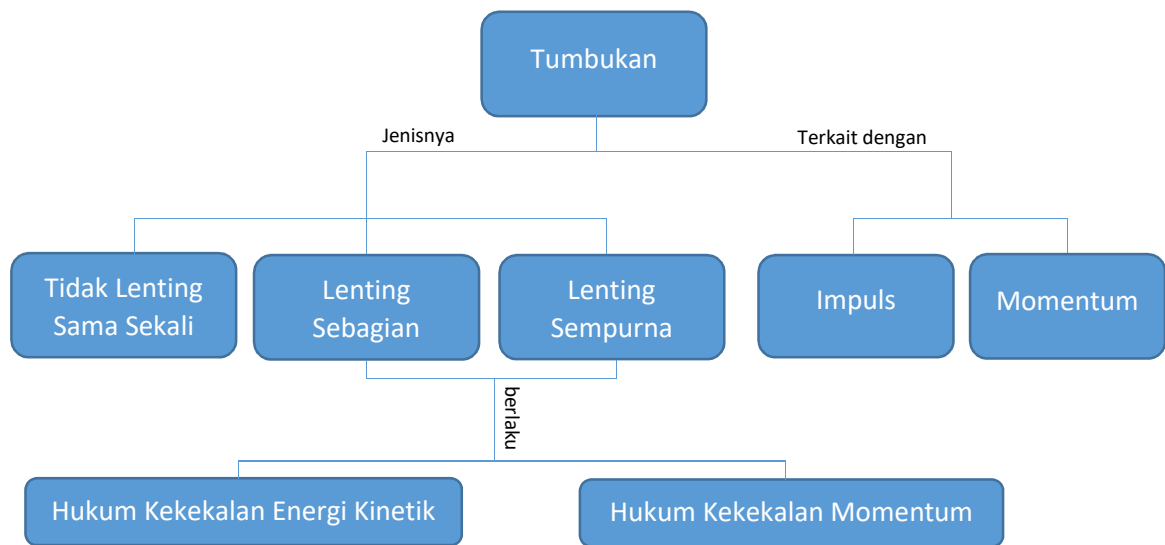 Tumbukan
Jenisnya
Terkait dengan
Tidak Lenting
Sama Sekali
Lenting
Sebagian
Lenting
Sempurna
Impuls
Momentum
berlaku
Hukum Kekekalan Energi Kinetik
Hukum Kekekalan Momentum